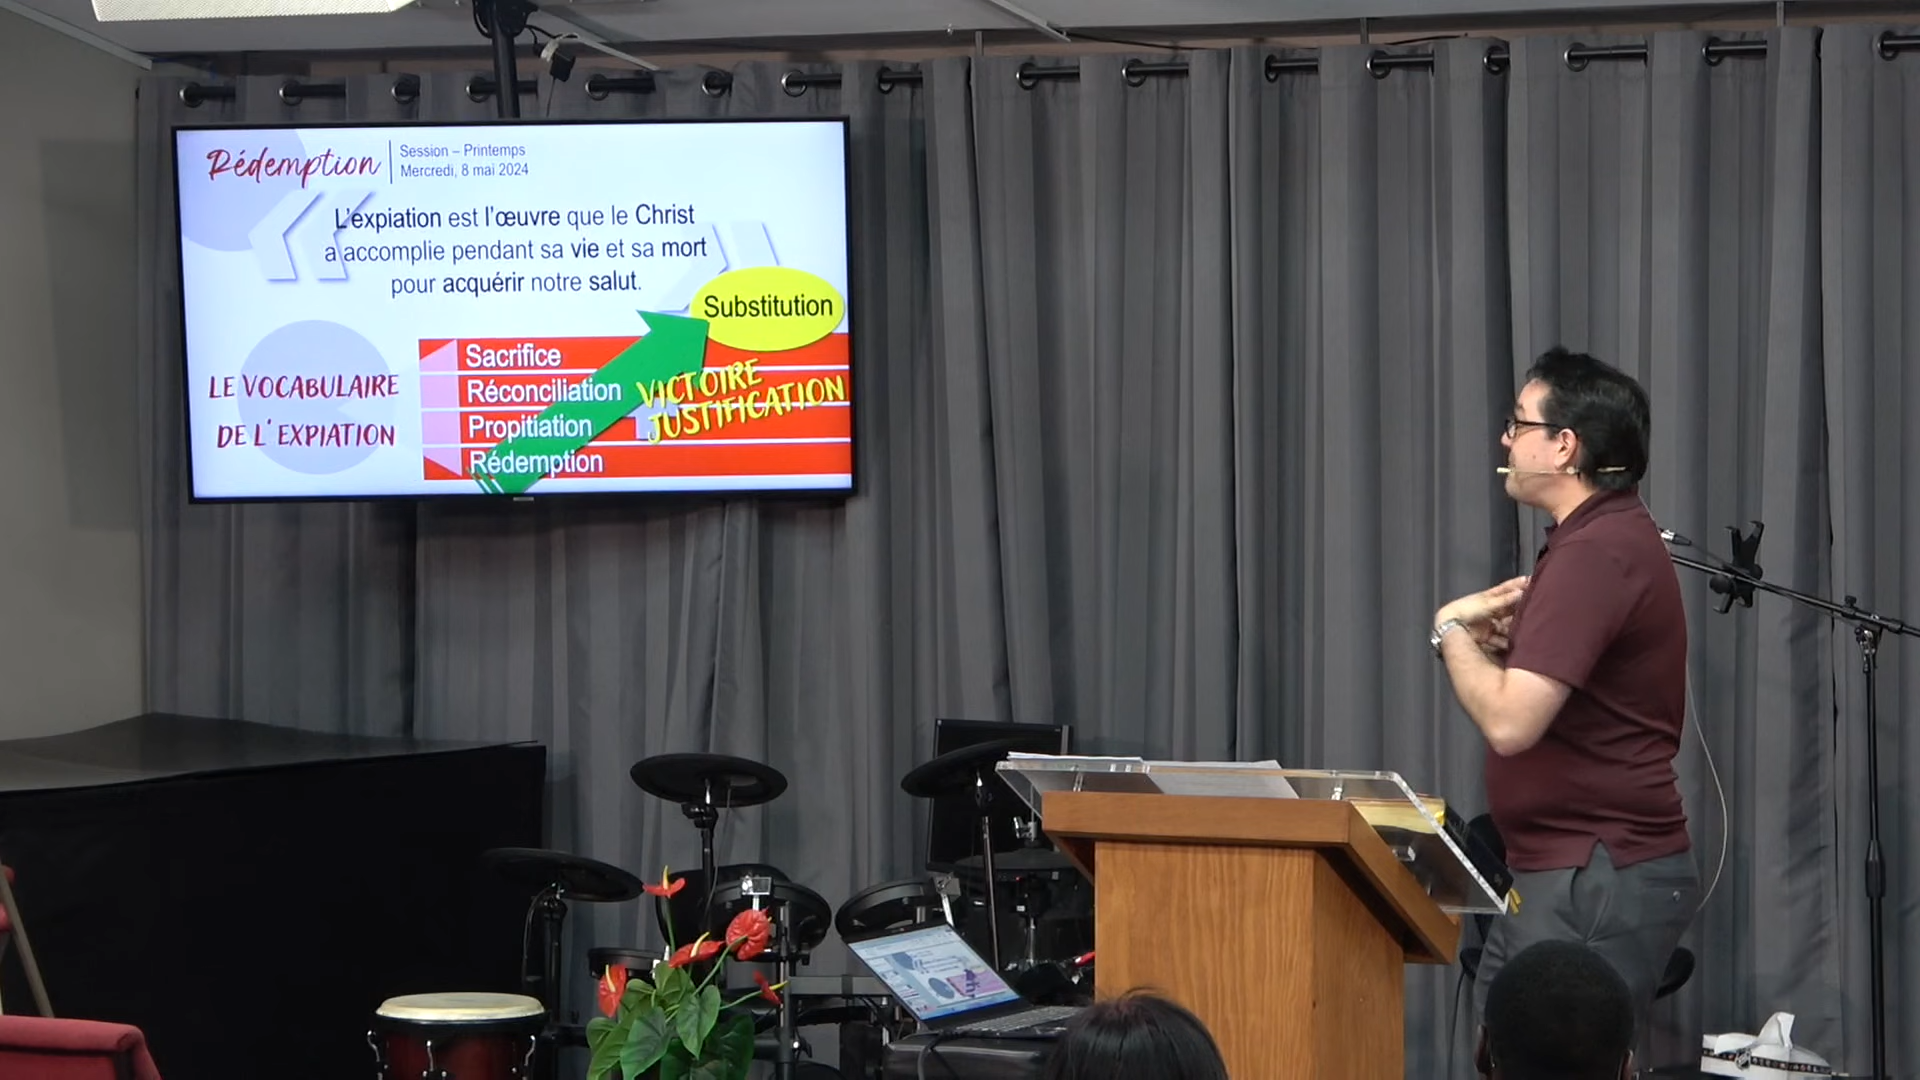 Rédemption
Session – Printemps
Mercredi, 8 mai 2024
L'expiation est l'œuvre que le Christ
a accomplie pendant sa vie et sa mort
pour acquérir notre salut.
Substitution
LE VOCABULAIRE
DE L' EXPIATION
Sacrifice
Réconciliation
Propitiation
Rédemption
VICTOIRE
JUSTIFICATION